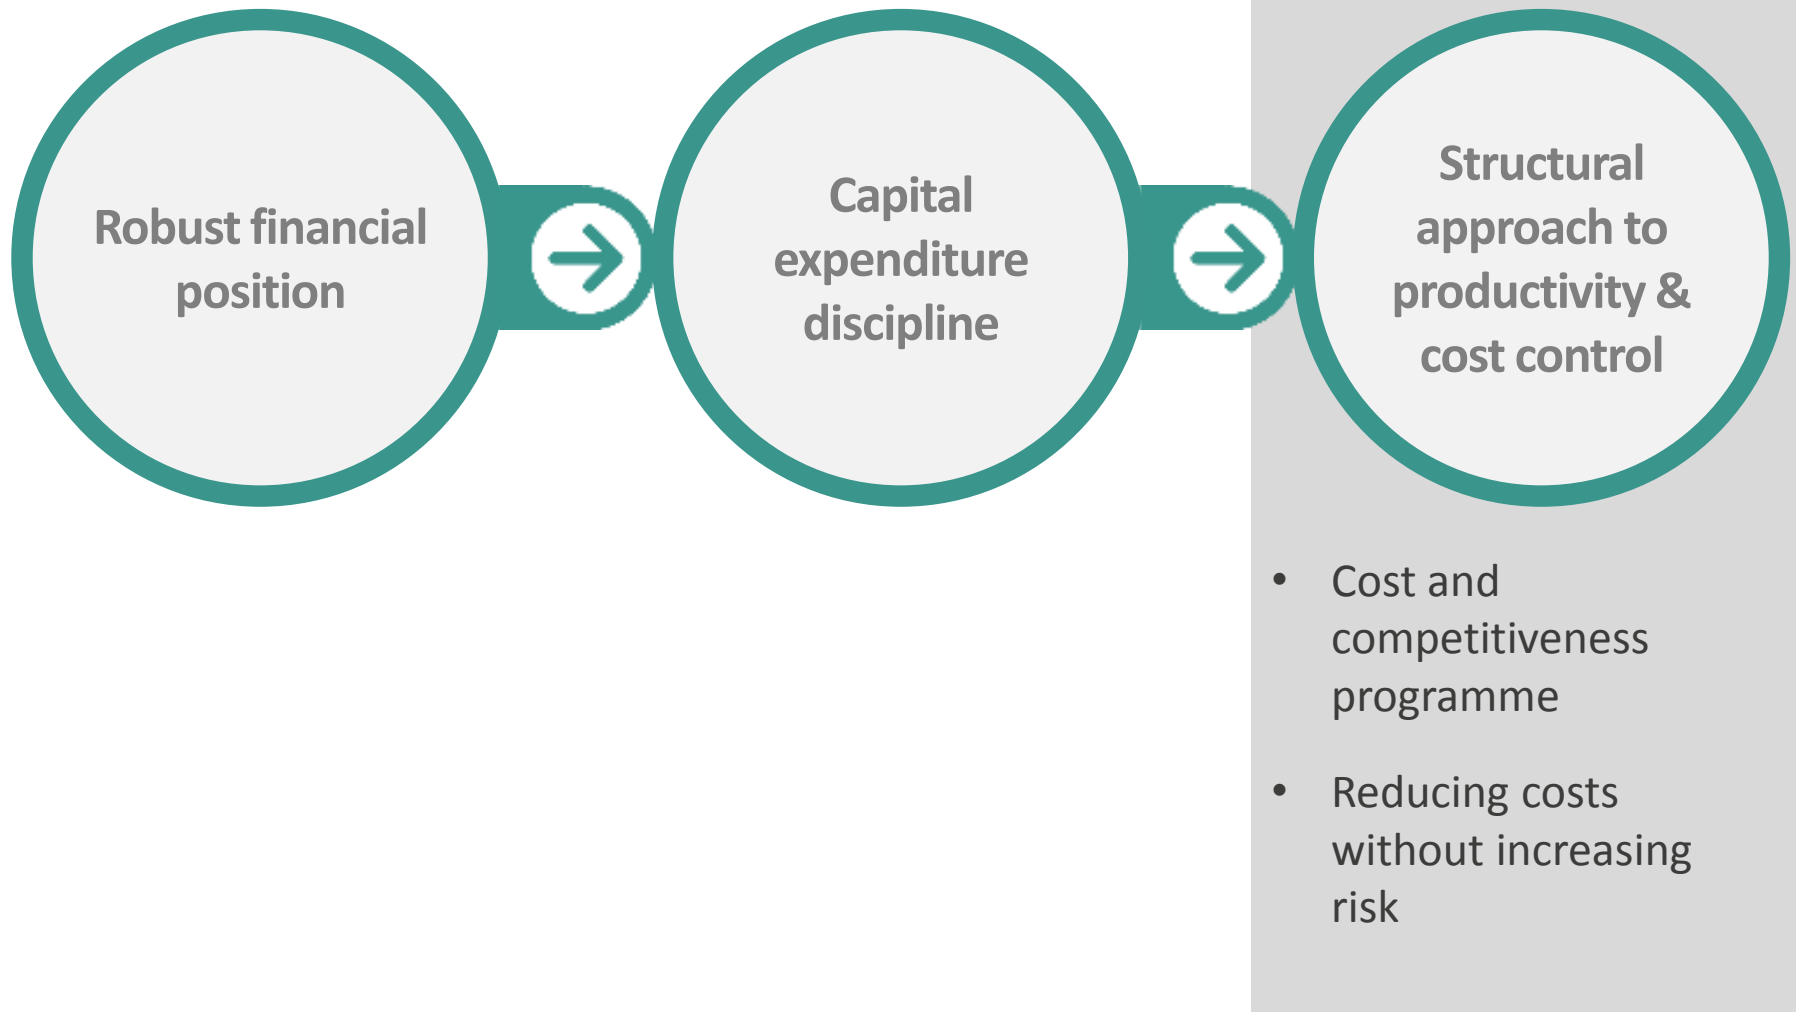 Robust financial
position
Capital
expenditure
discipline
Structural
approach to
productivity &
cost control
• Cost and
competitiveness
programme
• Reducing costs
without increasing
risk